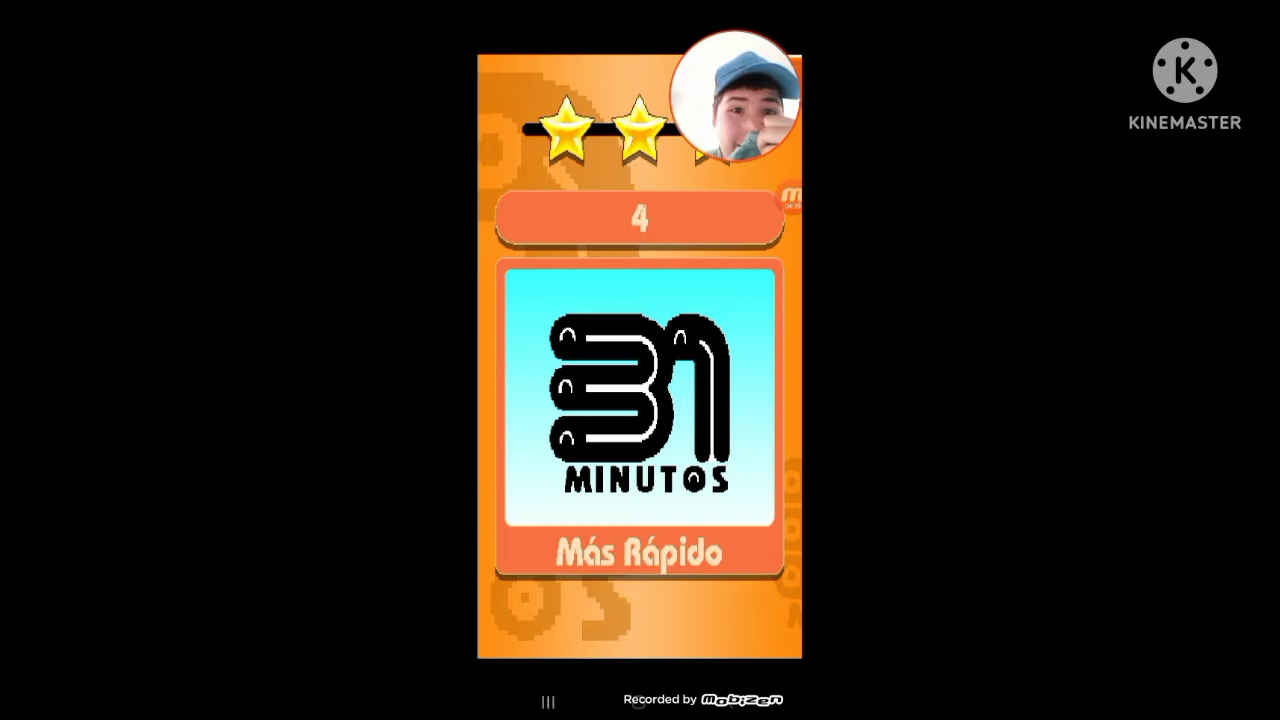 KINEMASTER
4
31
MINUTOS
Más Rápido
Recorded by mobizen